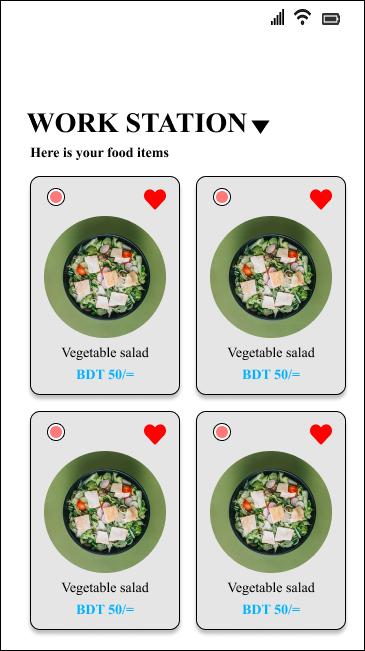 WORK STATION
Here is your food items
Vegetable salad
BDT 50/=
Vegetable salad
BDT 50/=
Vegetable salad
BDT 50/=
Vegetable salad
BDT 50/=